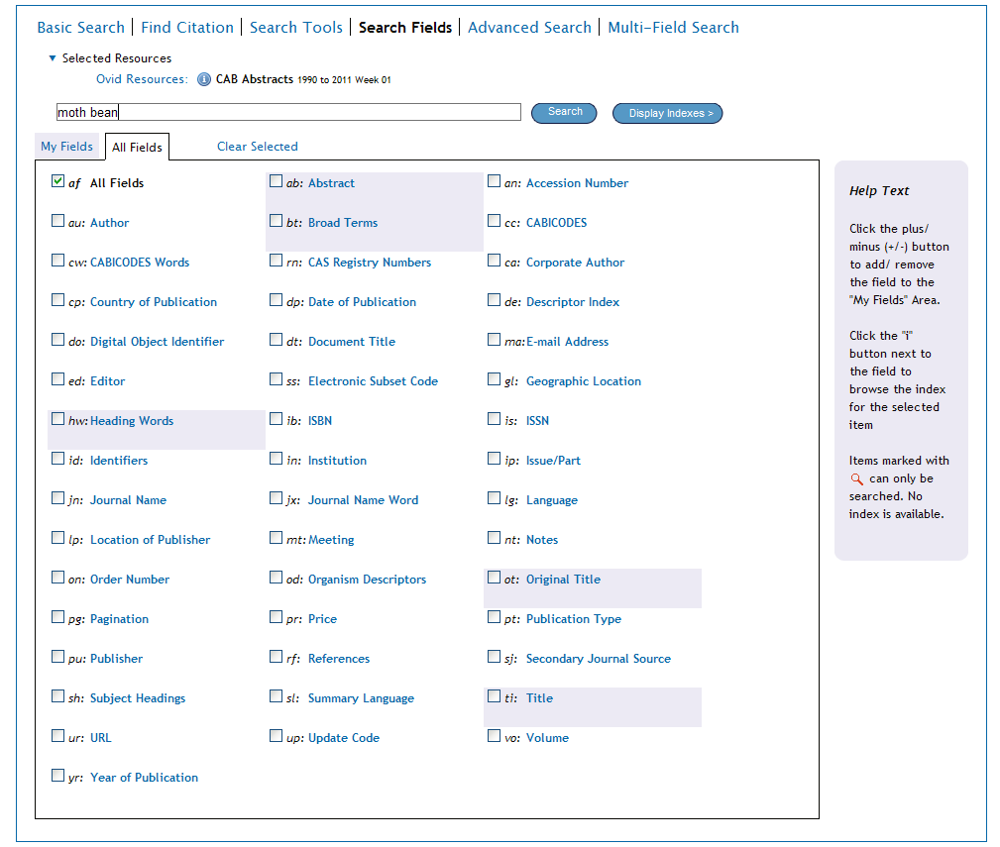 Basic Search | Find Citation | Search Tools | Search Fields | Advanced Search | Multi-Field Search
▼ Selected Resources
Ovid Resources: i CAB Abstracts 1990 to 2011 Week 01
moth bean Search Display Indexes >
My Fields All Fields Clear Selected
af All Fields ab: Abstract an: Accession Number
au: Author bt: Broad Terms cc: CABICODES
cw: CABICODES Words rn: CAS Registry Numbers ca: Corporate Author
cp: Country of Publication dp: Date of Publication de: Descriptor Index
do: Digital Object Identifier dt: Document Title ma: E-mail Address
ed: Editor ss: Electronic Subset Code gl: Geographic Location
hw: Heading Words ib: ISBN is: ISSN
id: Identifiers in: Institution ip: Issue/Part
jn: Journal Name jx: Journal Name Word lg: Language
lp: Location of Publisher mt: Meeting nt: Notes
on: Order Number od: Organism Descriptors ot: Original Title
pg: Pagination pr: Price pt: Publication Type
pu: Publisher rf: References sj: Secondary Journal Source
sh: Subject Headings sl: Summary Language ti: Title
ur: URL up: Update Code vo: Volume
yr: Year of Publication
Help Text
Click the plus/
minus (+/-) button
to add/ remove
the field to the
"My Fields" Area.
Click the "i"
button next to
the field to
browse the index
for the selected
item
Items marked with
can only be
searched. No
index is available.